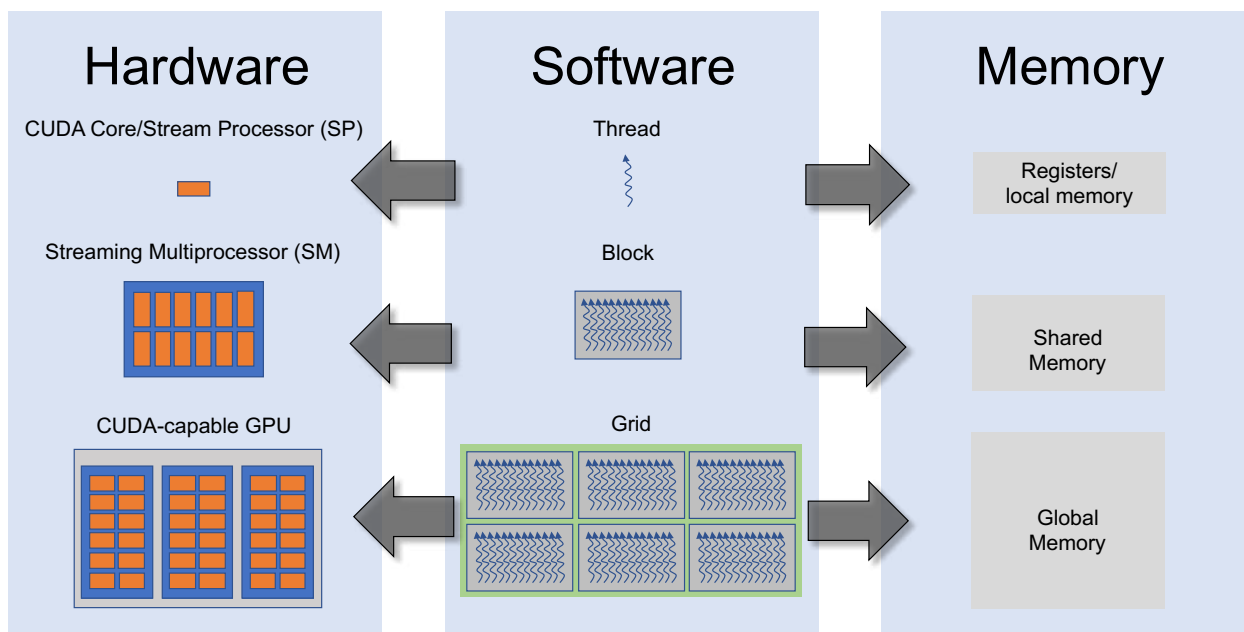 Hardware
CUDA Core/Stream Processor (SP)
Streaming Multiprocessor (SM)
CUDA-capable GPU
Software
Thread
Block
Grid
Memory
Registers/
local memory
Shared
Memory
Global
Memory